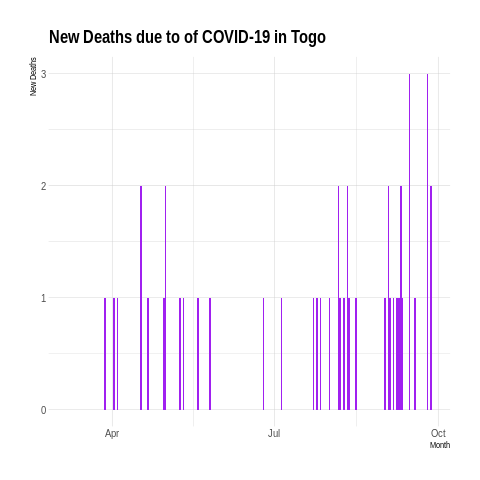 New Deaths due to of COVID-19 in Togo
New Deaths
3
2
1
0
Apr
Jul
Oct
Month